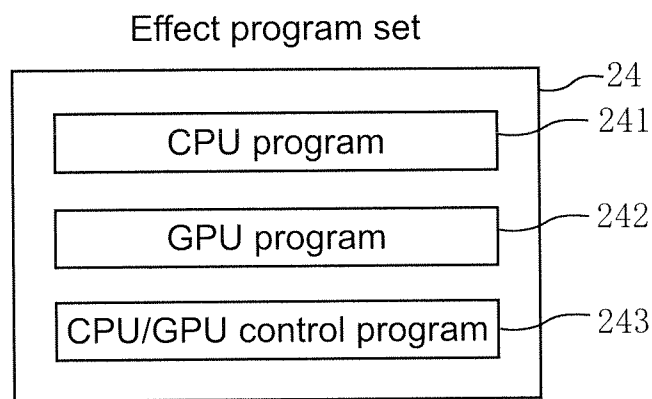 Effect program set
24
CPU program
241
GPU program
242
CPU/GPU control program
243